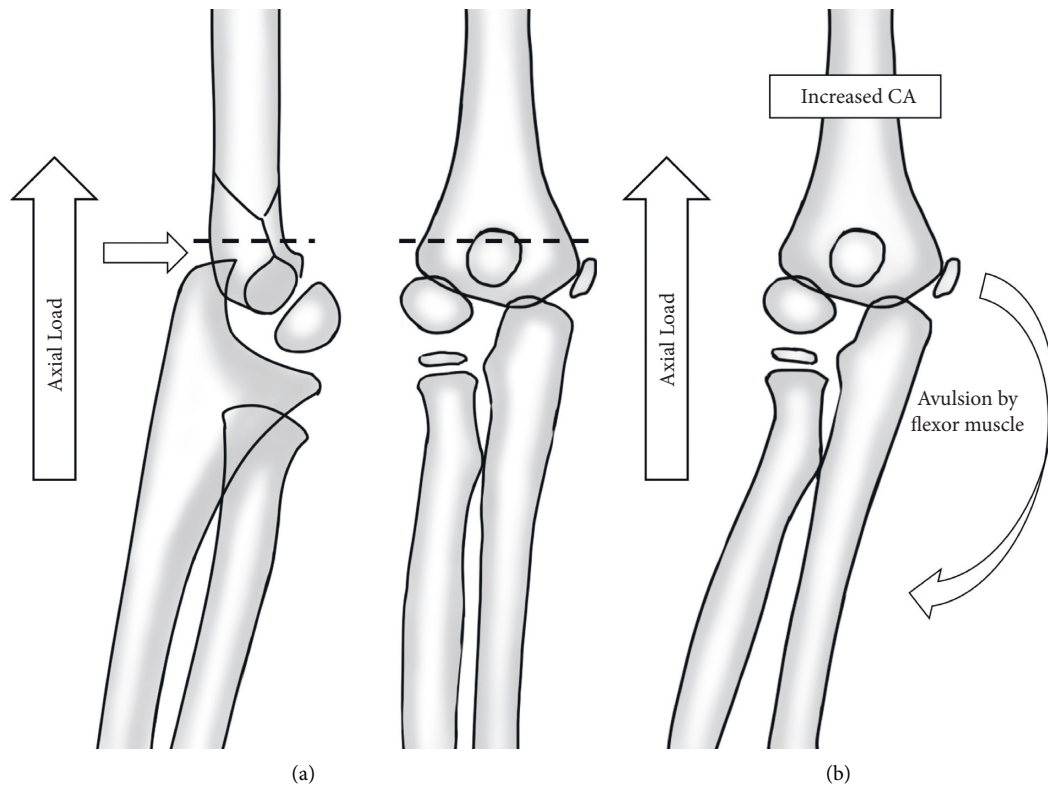 Increased CA
Axial Load
Axial Load
Avulsion by
flexor muscle
(a)
(b)